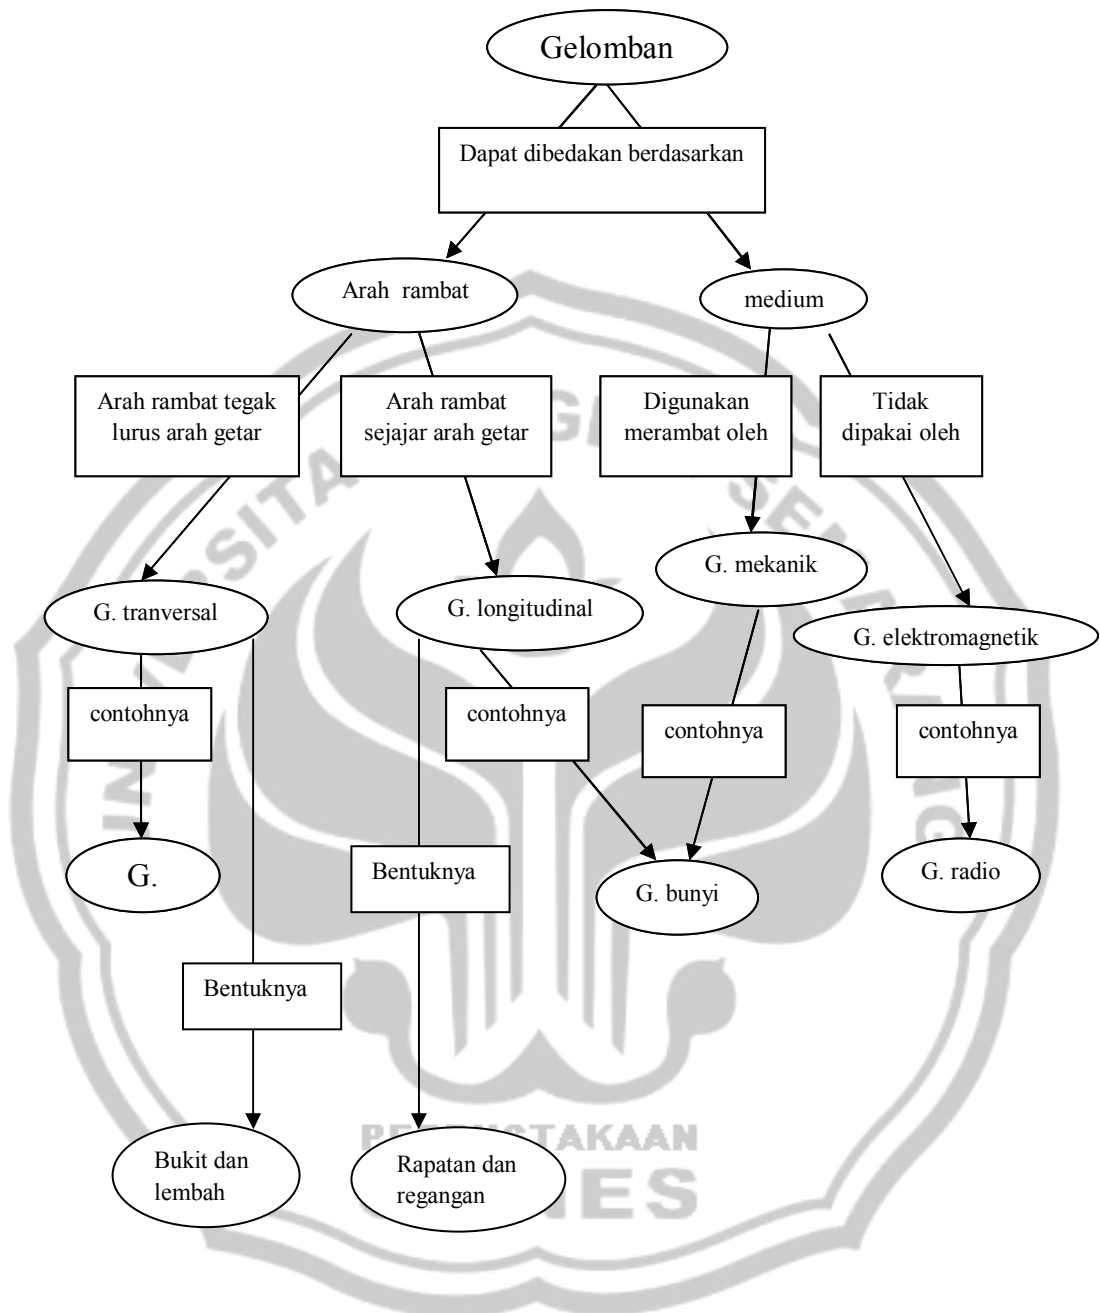 Gelomban
Dapat dibedakan berdasarkan
Arah rambat
medium
Arah rambat tegak
lurus arah getar
Arah rambat
sejajar arah getar
Digunakan
merambat oleh
Tidak
dipakai oleh
G. mekanik
G. tranversal
G. longitudinal
G. elektromagnetik
contohnya
contohnya
contohnya
contohnya
G.
Bentuknya
G. bunyi
G. radio
Bentuknya
Bukit dan
lembah
Rapatan dan
regangan